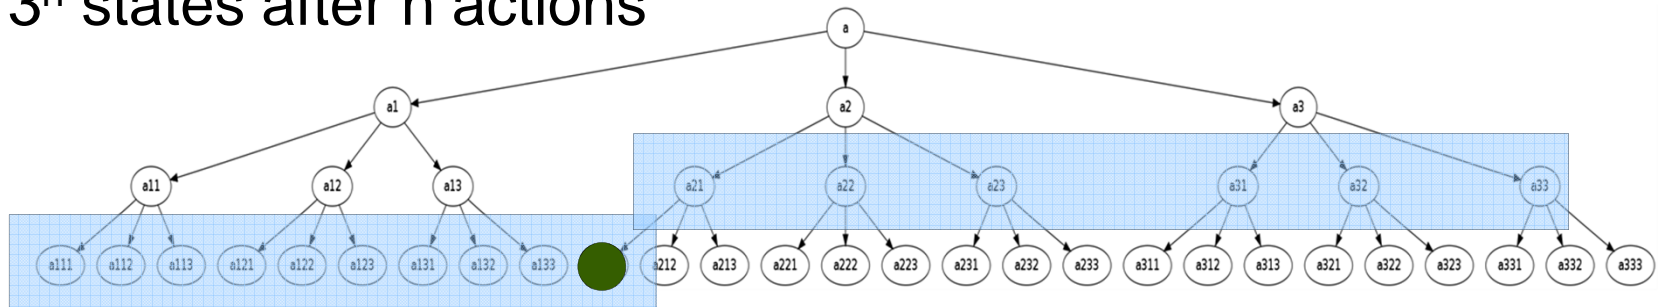 3ⁿ states after n actions
a
a1 a2 a3
a11 a12 a13 a21 a22 a23 a31 a32 a33
a111 a112 a113 a121 a122 a123 a131 a132 a133 a212 a213 a221 a222 a223 a231 a232 a233 a311 a312 a313 a321 a322 a323 a331 a332 a333